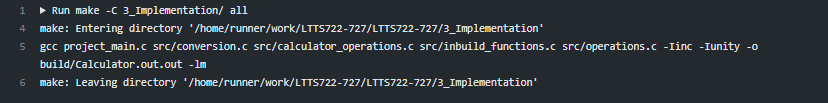 1 ▶ Run make -C 3_Implementation/ all
4 make: Entering directory '/home/runner/work/LTTS722-727/LTTS722-727/3_Implementation'
5 gcc project_main.c src/conversion.c src/calculator_operations.c src/inbuild_functions.c src/operations.c -Iinc -Iunity -o
build/Calculator.out.out -lm
6 make: Leaving directory '/home/runner/work/LTTS722-727/LTTS722-727/3_Implementation'